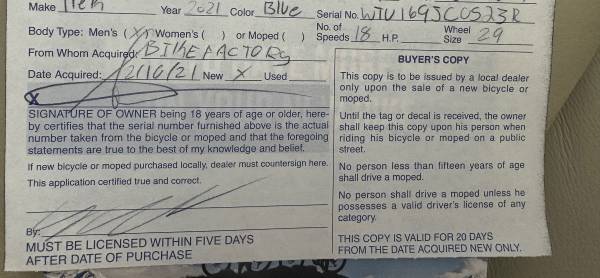 Make Trek Year 2021 Color Blue Serial No. WTU169JC0523R
Body Type: Men's (X) Women's ( ) or Moped ( ) No. of Speeds 18 H.P. Wheel Size 29
From Whom Acquired: BIKE FACTORY
Date Acquired: 12/16/21 New X Used
X
SIGNATURE OF OWNER being 18 years of age or older, here-
by certifies that the serial number furnished above is the actual
number taken from the bicycle or moped and that the foregoing
statements are true to the best of my knowledge and belief.
If new bicycle or moped purchased locally, dealer must countersign here.
This application certified true and correct.
By:
MUST BE LICENSED WITHIN FIVE DAYS
AFTER DATE OF PURCHASE
BUYER'S COPY
This copy is to be issued by a local dealer
only upon the sale of a new bicycle or
moped.
Until the tag or decal is received, the owner
shall keep this copy upon his person when
riding his bicycle or moped on a public
street.
No person less than fifteen years of age
shall drive a moped.
No person shall drive a moped unless he
possesses a valid driver's license of any
category.
THIS COPY IS VALID FOR 20 DAYS
FROM THE DATE ACQUIRED NEW ONLY.